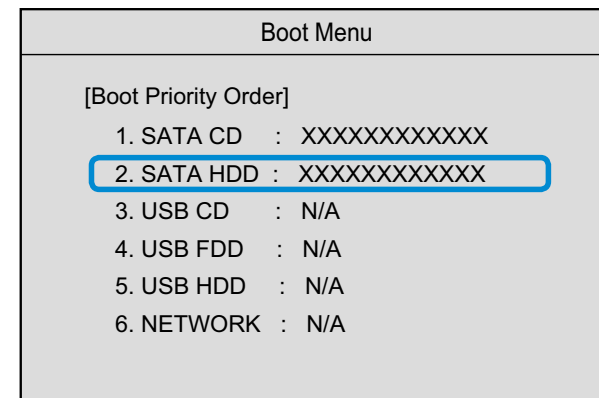 Boot Menu
[Boot Priority Order]
1. SATA CD : XXXXXXXXXXXX
2. SATA HDD : XXXXXXXXXXXX
3. USB CD : N/A
4. USB FDD : N/A
5. USB HDD : N/A
6. NETWORK : N/A